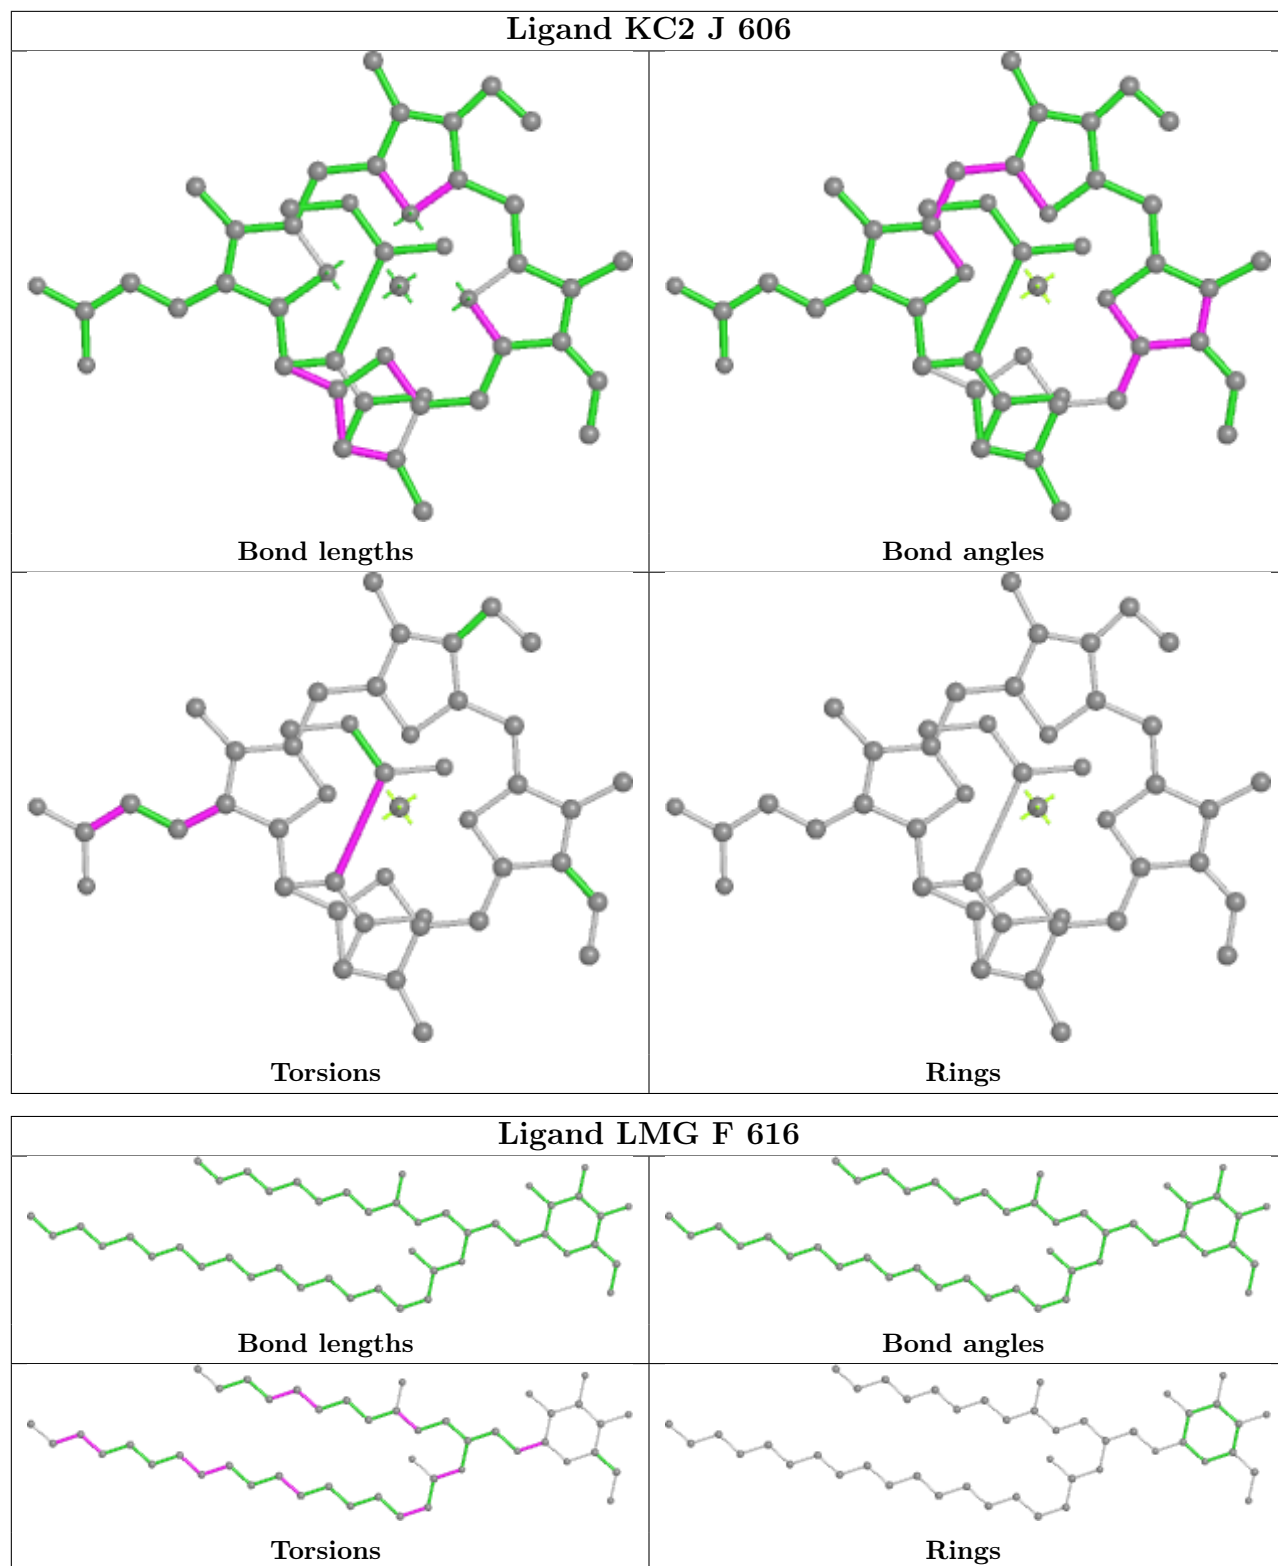 Ligand KC2 J 606
Bond lengths
Bond angles
Torsions
Rings
Ligand LMG F 616
Bond lengths
Bond angles
Torsions
Rings